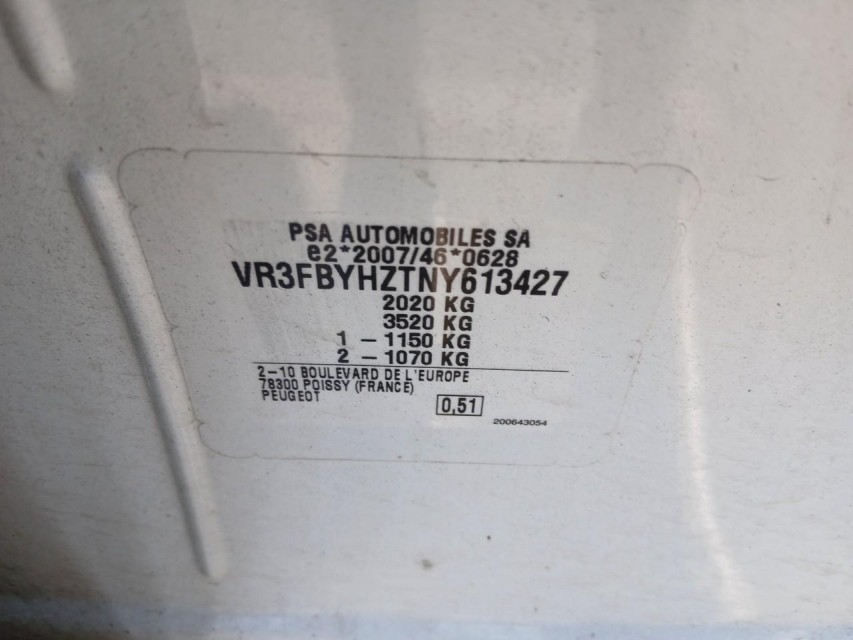 PSA AUTOMOBILES SA
e2*2007/46*0628
VR3FBYHZTNY613427
2020 KG
3520 KG
1 – 1150 KG
2 – 1070 KG
2–10 BOULEVARD DE L'EUROPE
78300 POISSY (FRANCE)
PEUGEOT
0,51
200643054